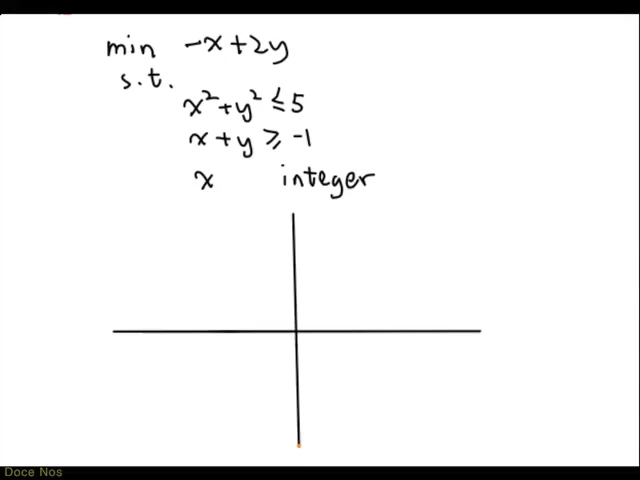 min -x+2y
s.t.
x²+y² ≤ 5
x+y ≥ -1
x integer
Doce Nos